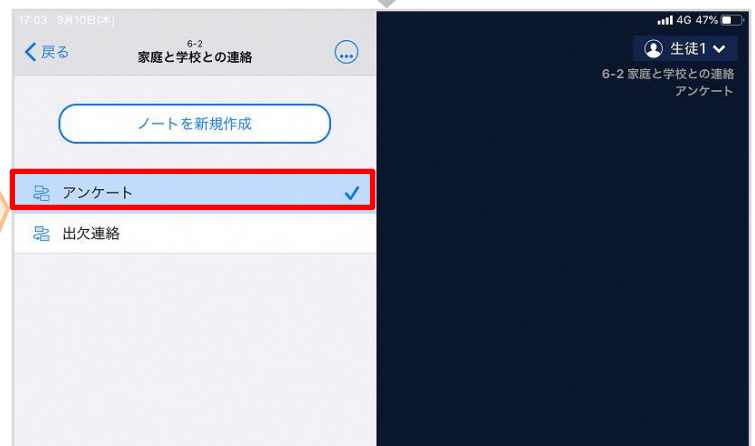 17:03 9月10日(木)
4G 47%
戻る
6-2
家庭と学校との連絡
生徒1
6-2 家庭と学校との連絡
アンケート
ノートを新規作成
アンケート
出欠連絡